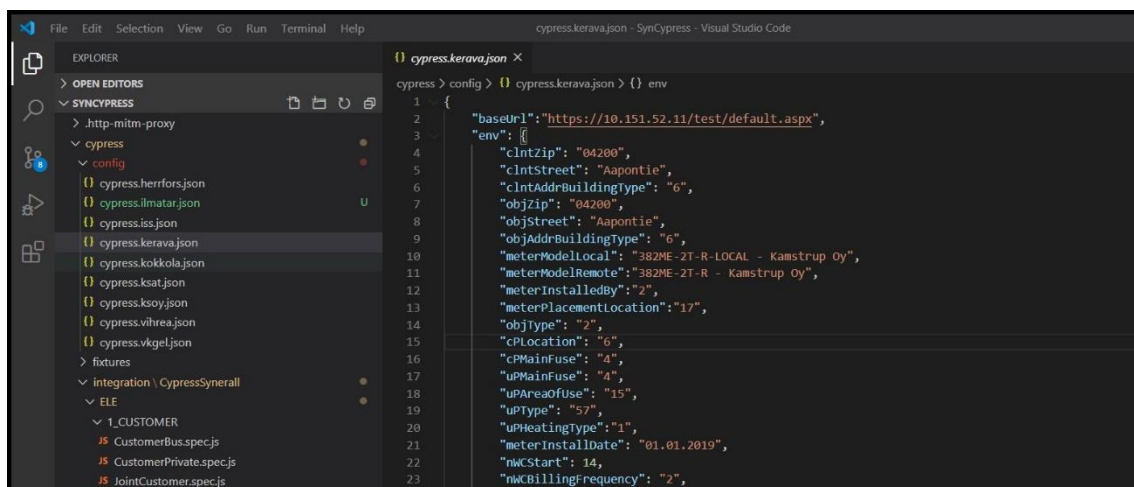 File Edit Selection View Go Run Terminal Help
cypress.kerava.json - SynCypress - Visual Studio Code
EXPLORER
OPEN EDITORS
SYNCYPRESS
.http-mitm-proxy
cypress
config
{} cypress.herrfors.json
{} cypress.ilmatar.json U
{} cypress.iss.json
{} cypress.kerava.json
{} cypress.kokkola.json
{} cypress.ksat.json
{} cypress.ksoy.json
{} cypress.vihrea.json
{} cypress.vkgel.json
fixtures
integration \ CypressSynerall
ELE
1_CUSTOMER
JS CustomerBus.spec.js
JS CustomerPrivate.spec.js
JS JointCustomer.spec.js
8
{} cypress.kerava.json ×
cypress > config > {} cypress.kerava.json > {} env
1 {
2 "baseUrl":"https://10.151.52.11/test/default.aspx",
3 "env": {
4 "clntZip": "04200",
5 "clntStreet": "Aapontie",
6 "clntAddrBuildingType": "6",
7 "objZip": "04200",
8 "objStreet": "Aapontie",
9 "objAddrBuildingType": "6",
10 "meterModelLocal": "382ME-2T-R-LOCAL - Kamstrup Oy",
11 "meterModelRemote":"382ME-2T-R - Kamstrup Oy",
12 "meterInstalledBy":"2",
13 "meterPlacementLocation":"17",
14 "objType": "2",
15 "cPLocation": "6",
16 "cPMainFuse": "4",
17 "uPMainFuse": "4",
18 "uPAreaOfUse": "15",
19 "uPType": "57",
20 "uPHeatingType":"1",
21 "meterInstallDate": "01.01.2019",
22 "nWCStart": 14,
23 "nWCBillingFrequency": "2",